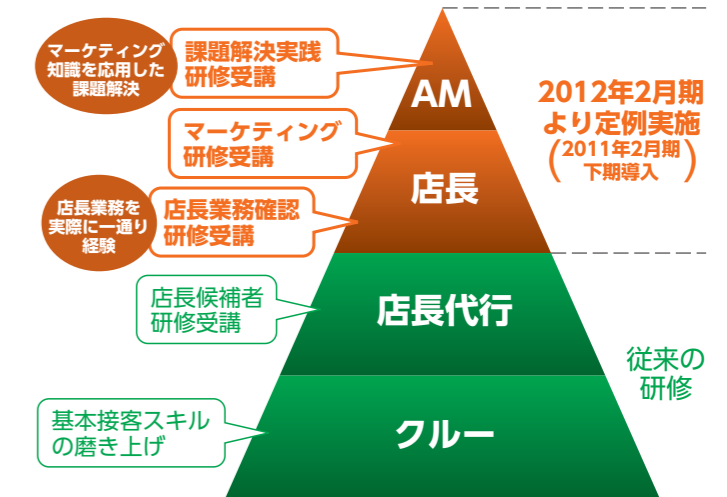 マーケティング
知識を応用した
課題解決
課題解決実践
研修受講
AM
2012年2月期
より定例実施
(2011年2月期
下期導入)
マーケティング
研修受講
店長
店長業務を
実際に一通り
経験
店長業務確認
研修受講
店長候補者
研修受講
店長代行
従来の
研修
基本接客スキル
の磨き上げ
クルー